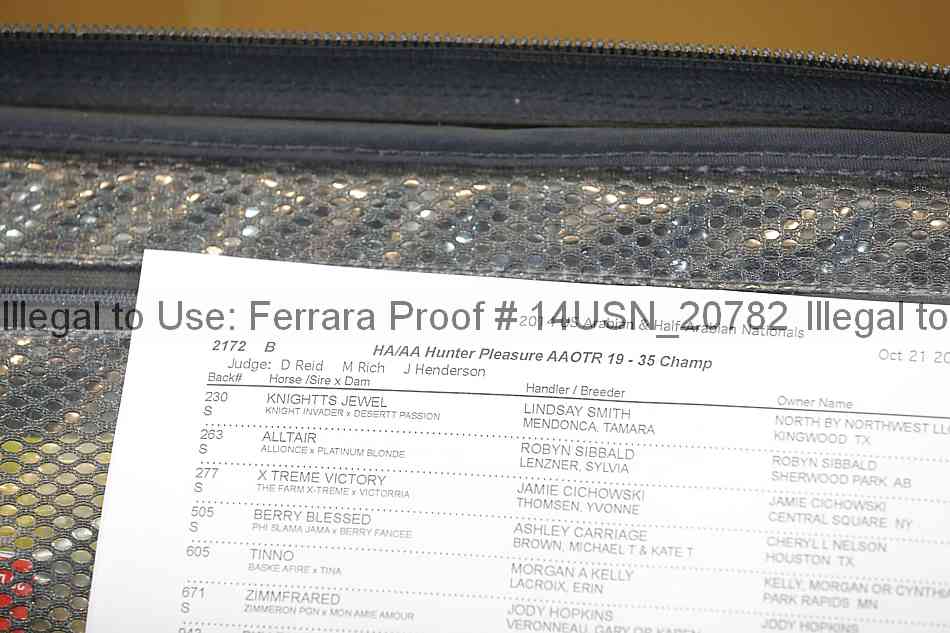 Illegal to Use: Ferrara Proof # 14USN_20782 Illegal to
2014 US Arabian & Half-Arabian Nationals
2172 B HA/AA Hunter Pleasure AAOTR 19 - 35 Champ Oct 21 20
Judge: D Reid M Rich J Henderson
Back# Horse /Sire x Dam Handler / Breeder Owner Name
230 KNIGHTTS JEWEL LINDSAY SMITH NORTH BY NORTHWEST LLC
S KNIGHT INVADER x DESERTT PASSION MENDONCA, TAMARA KINGWOOD TX
263 ALLTAIR ROBYN SIBBALD ROBYN SIBBALD
S ALLIONCE x PLATINUM BLONDE LENZNER, SYLVIA SHERWOOD PARK AB
277 X TREME VICTORY JAMIE CICHOWSKI JAMIE CICHOWSKI
S THE FARM X-TREME x VICTORRIA THOMSEN, YVONNE CENTRAL SQUARE NY
505 BERRY BLESSED ASHLEY CARRIAGE CHERYL L NELSON
S PHI SLAMA JAMA x BERRY FANCEE BROWN, MICHAEL T & KATE T HOUSTON TX
605 TINNO MORGAN A KELLY KELLY, MORGAN OR CYNTHIA
BASKE AFIRE x TINA LACROIX, ERIN PARK RAPIDS MN
671 ZIMMFRARED JODY HOPKINS JODY HOPKINS
S ZIMMERON PGN x MON AMIE AMOUR VERONNEAU, GARY OR KAREN